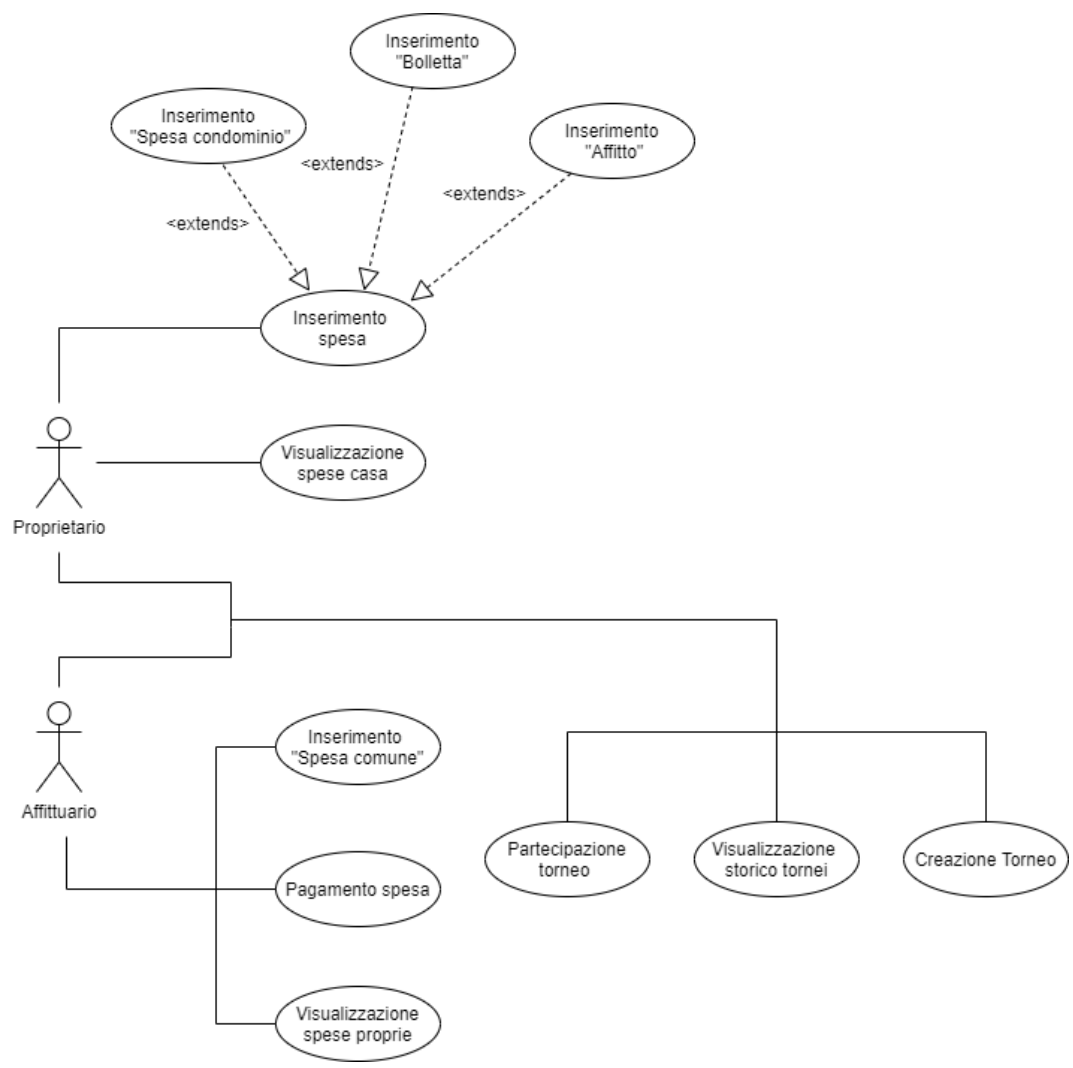 Inserimento
"Bolletta"
Inserimento
"Spesa condominio"
Inserimento
"Affitto"
<extends>
<extends>
<extends>
Inserimento
spesa
Visualizzazione
spese casa
Proprietario
Inserimento
"Spesa comune"
Affittuario
Partecipazione
torneo
Visualizzazione
storico tornei
Creazione Torneo
Pagamento spesa
Visualizzazione
spese proprie